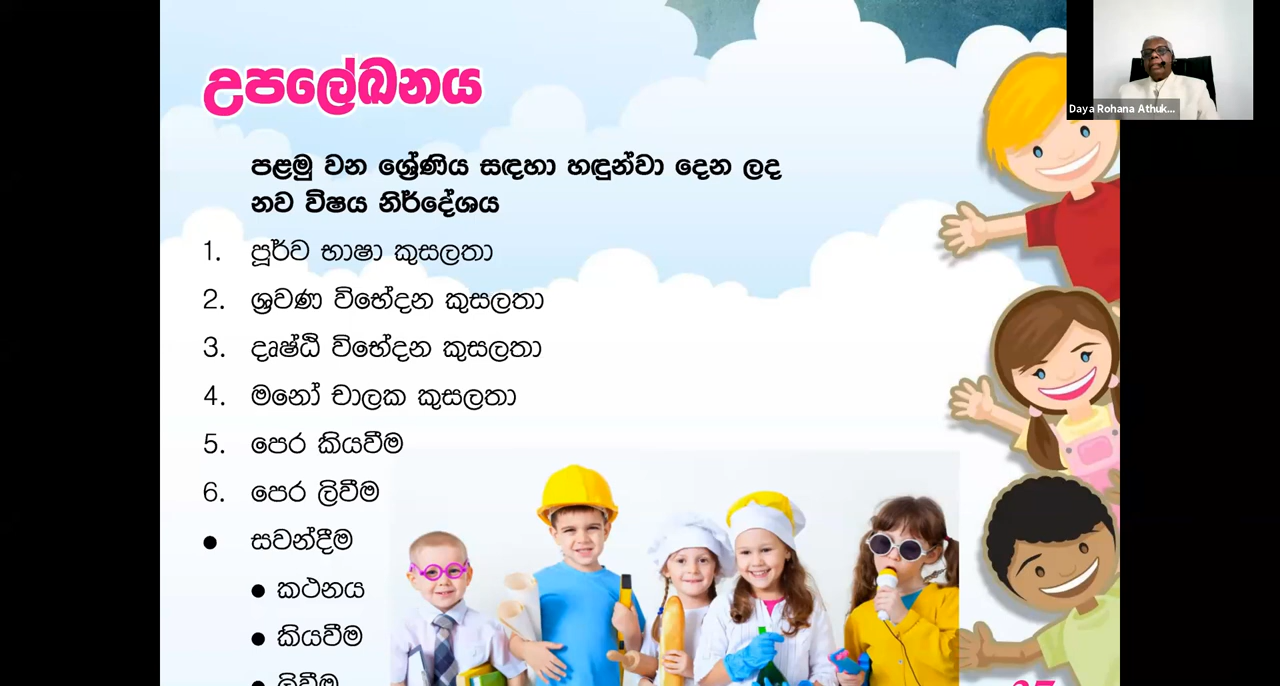 උපලේඛනය
Daya Rohana Athuk...
පළමු වන ශ්‍රේණිය සඳහා හඳුන්වා දෙන ලද
නව විෂය නිර්දේශය
1. පූර්ව භාෂා කුසලතා
2. ශ්‍රවණ විභේදන කුසලතා
3. දෘෂ්ඨි විභේදන කුසලතා
4. මනෝ චාලක කුසලතා
5. පෙර කියවීම
6. පෙර ලිවීම
● සවන්දීම
● කථනය
● කියවීම
● ලිවීම